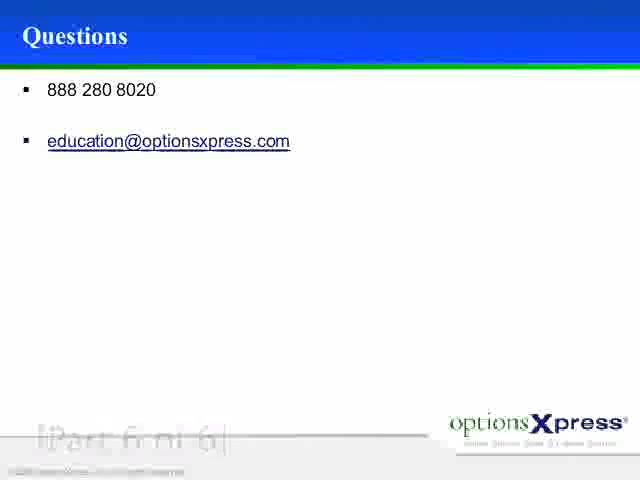 Questions
▪ 888 280 8020
▪ education@optionsxpress.com
[Part 6 of 6]
optionsXpress®